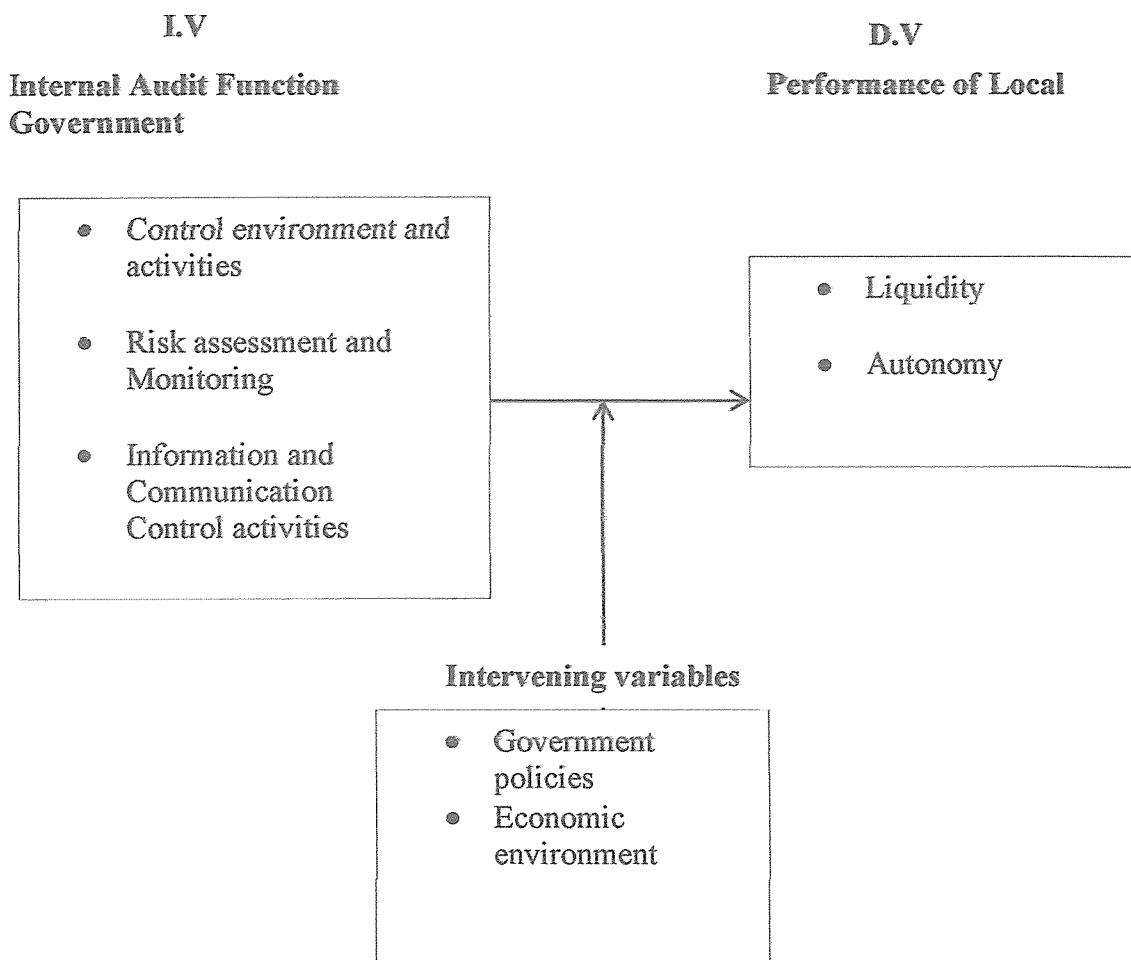 I.V
D.V
Internal Audit Function
Performance of Local
Government
• Control environment and
activities
• Risk assessment and
Monitoring
• Information and
Communication
Control activities
• Liquidity
• Autonomy
Intervening variables
• Government
policies
• Economic
environment